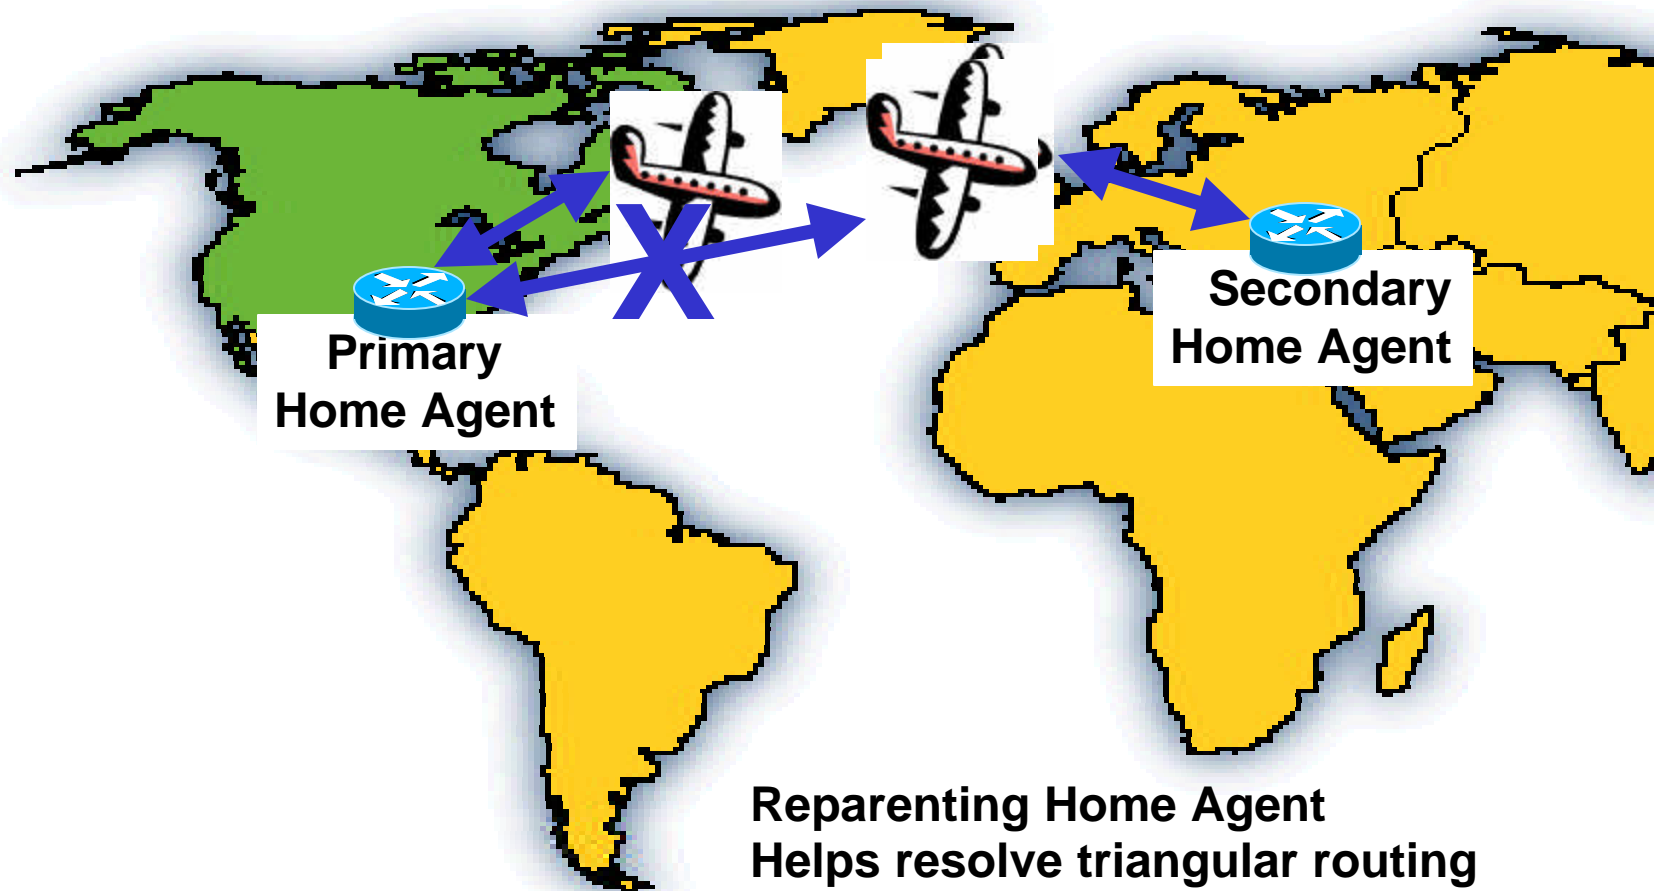 Primary
Home Agent
X
Secondary
Home Agent
Reparenting Home Agent
Helps resolve triangular routing